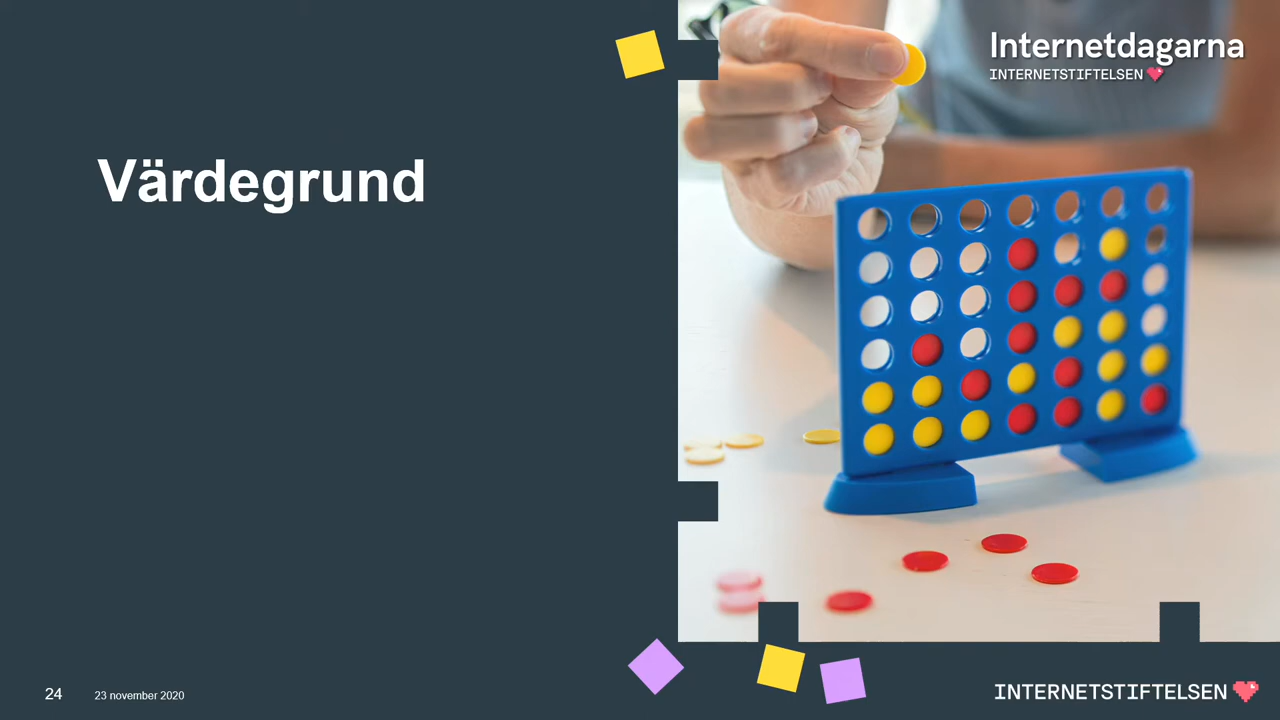 Internetdagarna
INTERNETSTIFTELSEN
Värdegrund
24
23 november 2020
INTERNETSTIFTELSEN